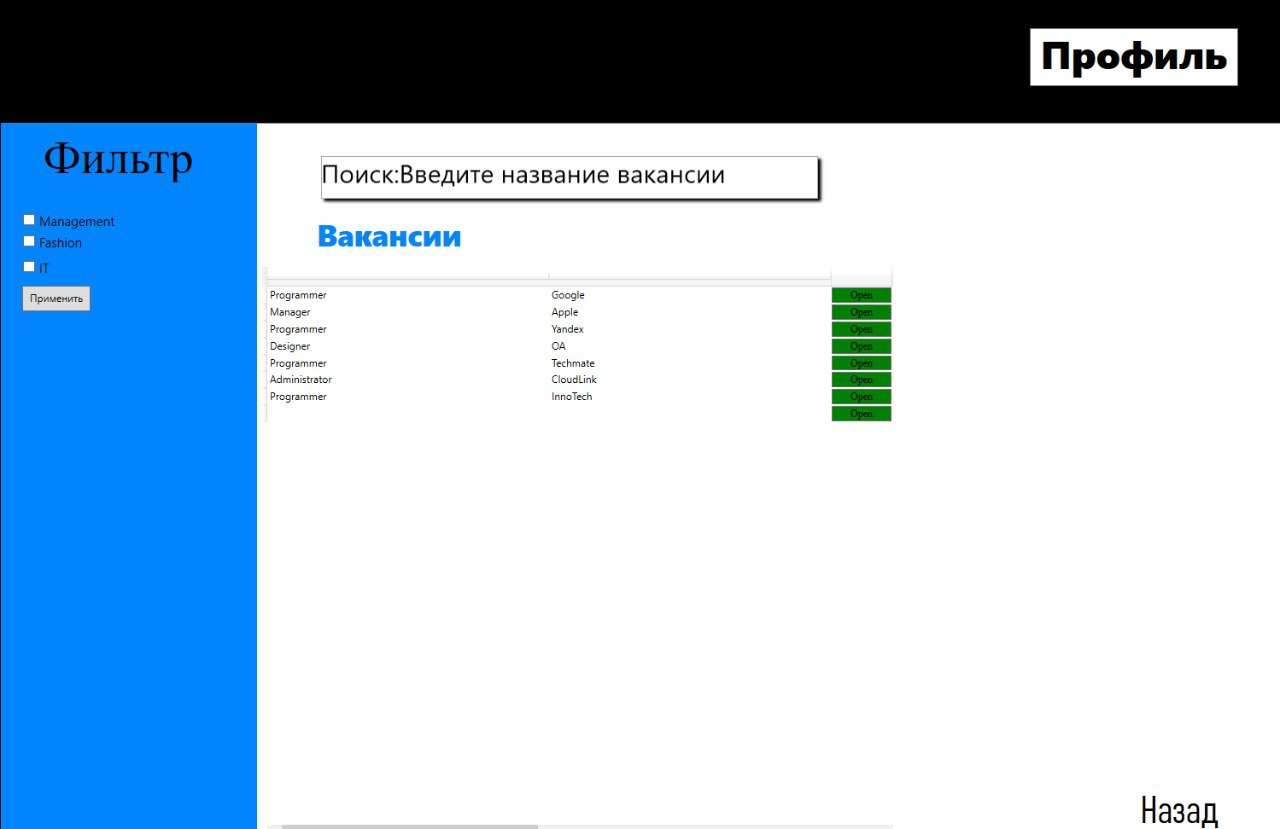 Профиль
Фильтр
Management
Fashion
IT
Применить
Поиск:Введите название вакансии
Вакансии
Programmer Google Open
Manager Apple Open
Programmer Yandex Open
Designer OA Open
Programmer Techmate Open
Administrator CloudLink Open
Programmer InnoTech Open
Open
Назад